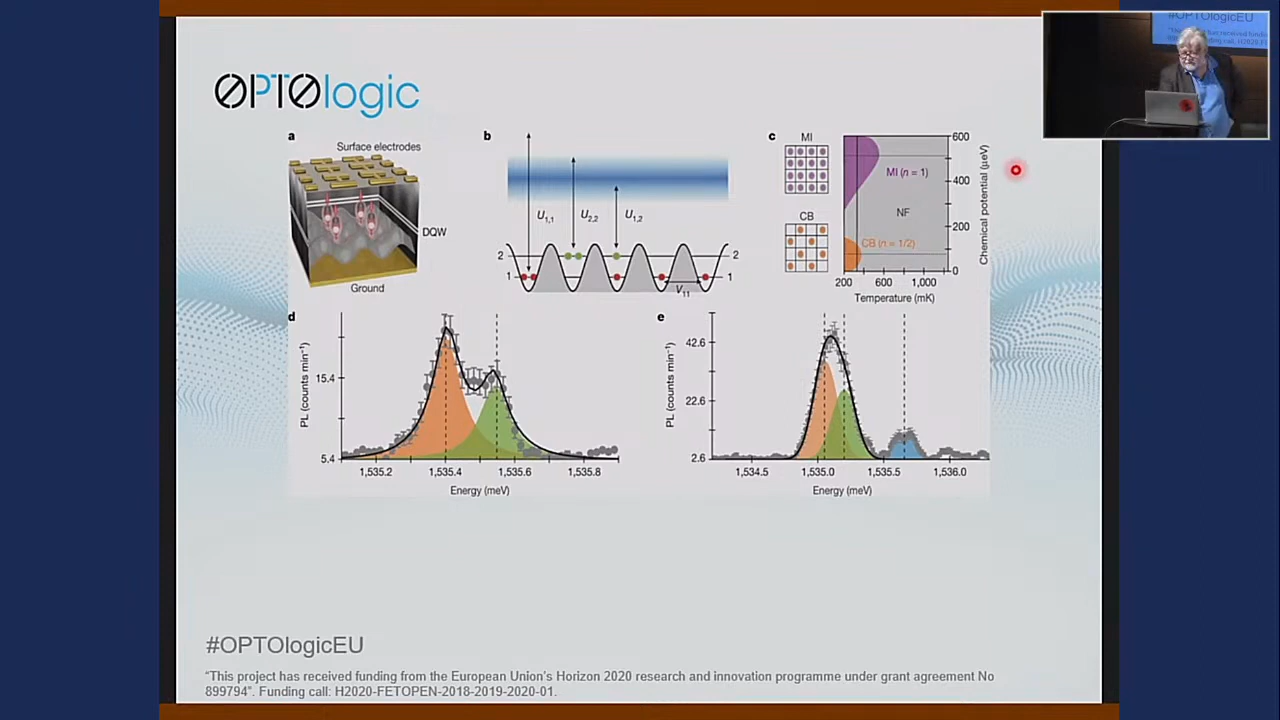 OPTOlogic
a
Surface electrodes
DQW
Ground
b
U1,1
U2,2
U1,2
2
2
1
1
V11
c
MI
CB
MI (n = 1)
NF
CB (n = 1/2)
600
400
200
0
Chemical potential (μeV)
200
600
1,000
Temperature (mK)
d
PL (counts min⁻¹)
15.4
5.4
1,535.2
1,535.4
1,535.6
1,535.8
Energy (meV)
e
PL (counts min⁻¹)
42.6
22.6
2.6
1,534.5
1,535.0
1,535.5
1,536.0
Energy (meV)
#OPTOlogicEU
"This project has received funding from the European Union's Horizon 2020 research and innovation programme under grant agreement No
899794". Funding call: H2020-FETOPEN-2018-2019-2020-01.
#OPTOlogicEU